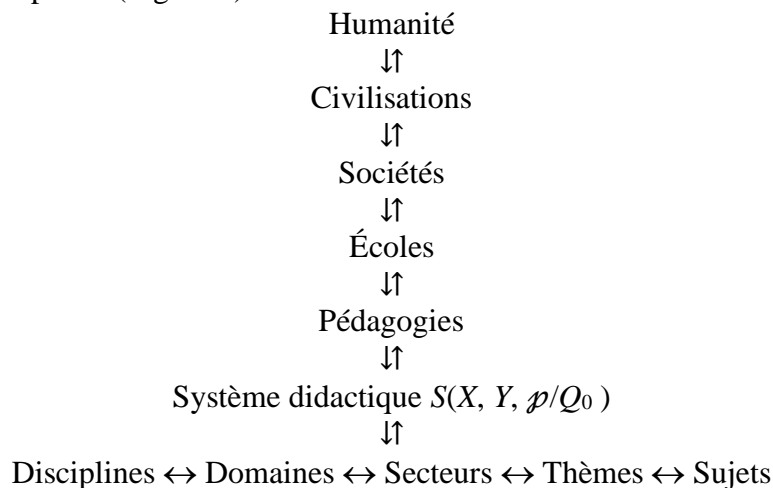 Humanité
⇃↾
Civilisations
⇃↾
Sociétés
⇃↾
Écoles
⇃↾
Pédagogies
⇃↾
Système didactique S(X, Y, ℘/Q₀ )
⇃↾
Disciplines ↔ Domaines ↔ Secteurs ↔ Thèmes ↔ Sujets